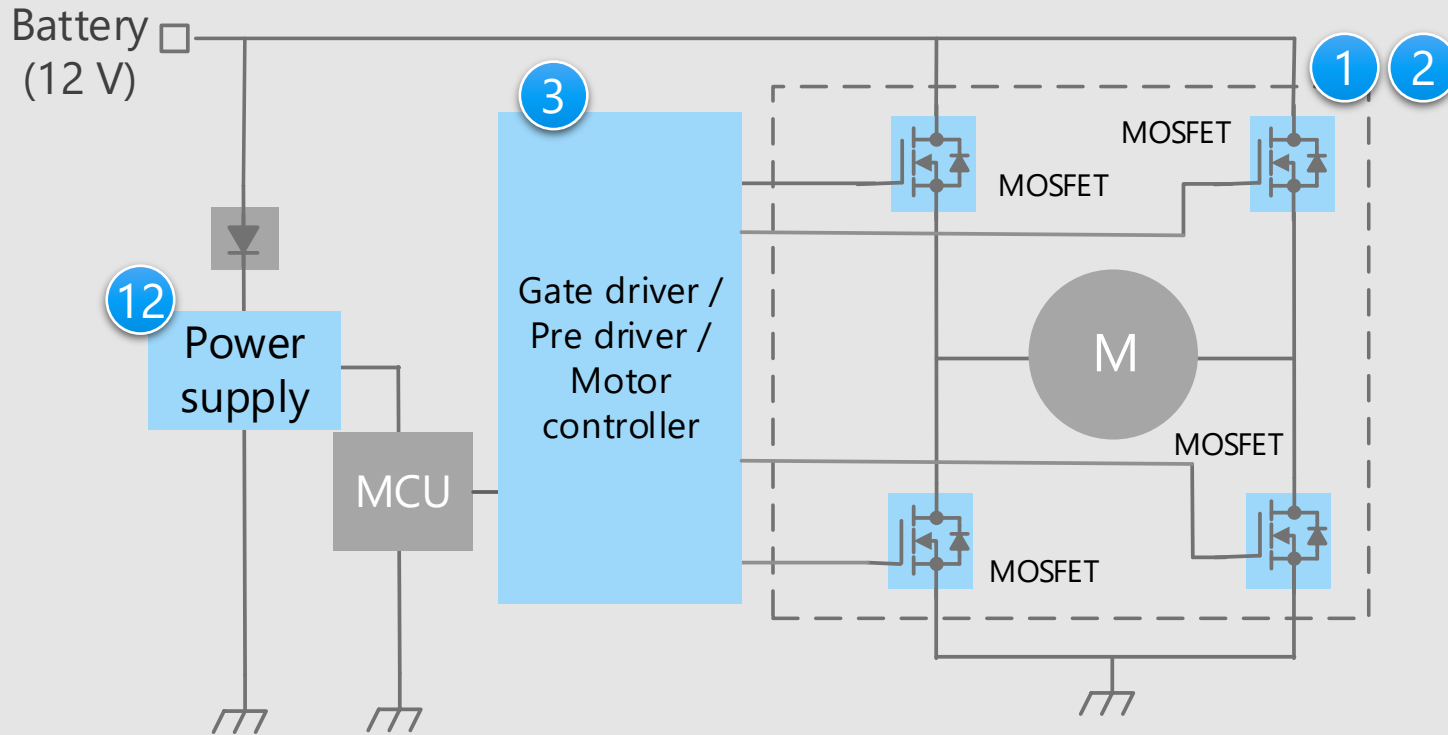 Battery
(12 V)
1
2
3
MOSFET
MOSFET
12
Power
supply
Gate driver /
Pre driver /
Motor
controller
M
MOSFET
MCU
MOSFET